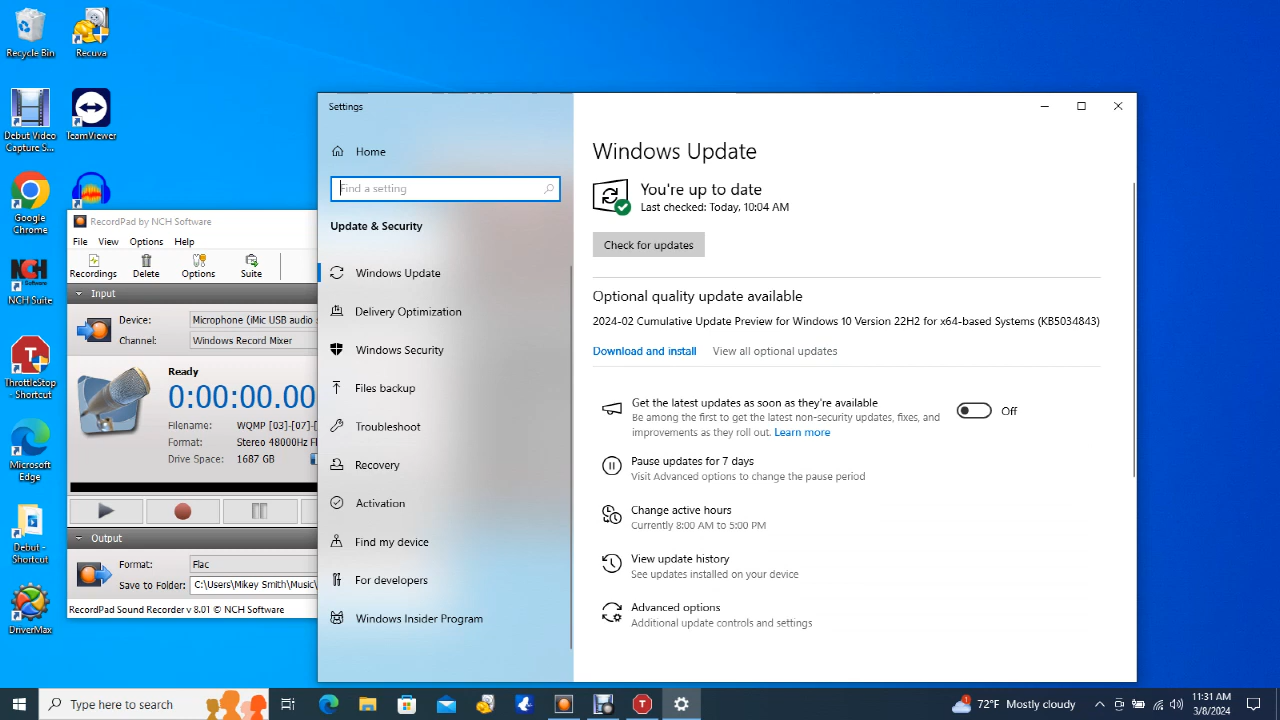 Recycle Bin
Recuva
Debut Video
Capture S...
TeamViewer
Google
Chrome
NCH
NCH Suite
ThrottleStop
- Shortcut
Microsoft
Edge
Debut -
Shortcut
DriverMax
RecordPad by NCH Software
File View Options Help
Recordings Delete Options Suite
Input
Device: Microphone (iMic USB audio
Channel: Windows Record Mixer
Ready
0:00:00.00
Filename: WQMP [03]-[07]-[
Format: Stereo 48000Hz Fl
Drive Space: 1687 GB
Output
Format: Flac
Save to Folder: C:\Users\Mikey Smith\Music\
RecordPad Sound Recorder v 8.01 © NCH Software
Settings
Home
Find a setting
Update & Security
Windows Update
Delivery Optimization
Windows Security
Files backup
Troubleshoot
Recovery
Activation
Find my device
For developers
Windows Insider Program
Windows Update
You're up to date
Last checked: Today, 10:04 AM
Check for updates
Optional quality update available
2024-02 Cumulative Update Preview for Windows 10 Version 22H2 for x64-based Systems (KB5034843)
Download and install View all optional updates
Get the latest updates as soon as they're available
Be among the first to get the latest non-security updates, fixes, and
improvements as they roll out. Learn more
Off
Pause updates for 7 days
Visit Advanced options to change the pause period
Change active hours
Currently 8:00 AM to 5:00 PM
View update history
See updates installed on your device
Advanced options
Additional update controls and settings
Type here to search
72°F Mostly cloudy
11:31 AM
3/8/2024